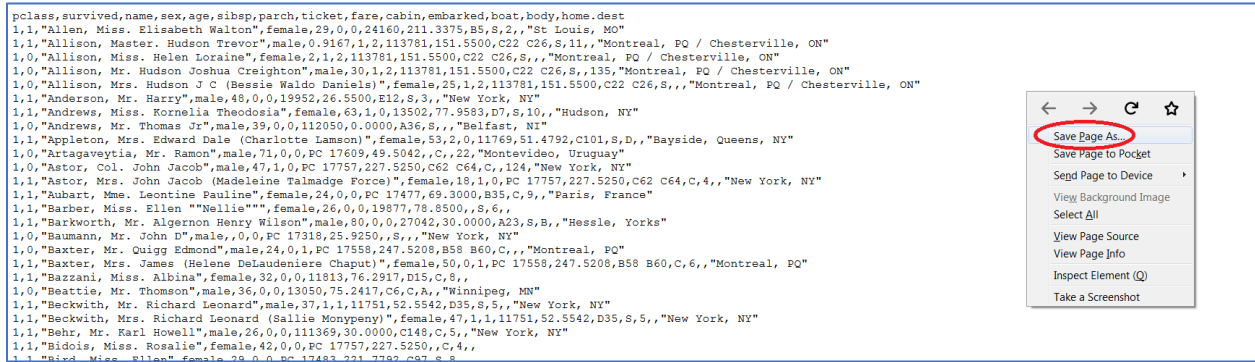 pclass,survived,name,sex,age,sibsp,parch,ticket,fare,cabin,embarked,boat,body,home.dest
1,1,"Allen, Miss. Elisabeth Walton",female,29,0,0,24160,211.3375,B5,S,2,,"St Louis, MO"
1,1,"Allison, Master. Hudson Trevor",male,0.9167,1,2,113781,151.5500,C22 C26,S,11,,"Montreal, PQ / Chesterville, ON"
1,0,"Allison, Miss. Helen Loraine",female,2,1,2,113781,151.5500,C22 C26,S,,,"Montreal, PQ / Chesterville, ON"
1,0,"Allison, Mr. Hudson Joshua Creighton",male,30,1,2,113781,151.5500,C22 C26,S,,135,"Montreal, PQ / Chesterville, ON"
1,0,"Allison, Mrs. Hudson J C (Bessie Waldo Daniels)",female,25,1,2,113781,151.5500,C22 C26,S,,,"Montreal, PQ / Chesterville, ON"
1,1,"Anderson, Mr. Harry",male,48,0,0,19952,26.5500,E12,S,3,,"New York, NY"
1,1,"Andrews, Miss. Kornelia Theodosia",female,63,1,0,13502,77.9583,D7,S,10,,"Hudson, NY"
1,0,"Andrews, Mr. Thomas Jr",male,39,0,0,112050,0.0000,A36,S,,,"Belfast, NI"
1,1,"Appleton, Mrs. Edward Dale (Charlotte Lamson)",female,53,2,0,11769,51.4792,C101,S,D,,"Bayside, Queens, NY"
1,0,"Artagaveytia, Mr. Ramon",male,71,0,0,PC 17609,49.5042,,C,,22,"Montevideo, Uruguay"
1,0,"Astor, Col. John Jacob",male,47,1,0,PC 17757,227.5250,C62 C64,C,,124,"New York, NY"
1,1,"Astor, Mrs. John Jacob (Madeleine Talmadge Force)",female,18,1,0,PC 17757,227.5250,C62 C64,C,4,,"New York, NY"
1,1,"Aubart, Mme. Leontine Pauline",female,24,0,0,PC 17477,69.3000,B35,C,9,,"Paris, France"
1,1,"Barber, Miss. Ellen ""Nellie""",female,26,0,0,19877,78.8500,,S,6,,
1,1,"Barkworth, Mr. Algernon Henry Wilson",male,80,0,0,27042,30.0000,A23,S,B,,"Hessle, Yorks"
1,0,"Baumann, Mr. John D",male,,0,0,PC 17318,25.9250,,S,,,"New York, NY"
1,0,"Baxter, Mr. Quigg Edmond",male,24,0,1,PC 17558,247.5208,B58 B60,C,,,"Montreal, PQ"
1,1,"Baxter, Mrs. James (Helene DeLaudeniere Chaput)",female,50,0,1,PC 17558,247.5208,B58 B60,C,6,,"Montreal, PQ"
1,1,"Bazzani, Miss. Albina",female,32,0,0,11813,76.2917,D15,C,8,,
1,0,"Beattie, Mr. Thomson",male,36,0,0,13050,75.2417,C6,C,A,,"Winnipeg, MN"
1,1,"Beckwith, Mr. Richard Leonard",male,37,1,1,11751,52.5542,D35,S,5,,"New York, NY"
1,1,"Beckwith, Mrs. Richard Leonard (Sallie Monypeny)",female,47,1,1,11751,52.5542,D35,S,5,,"New York, NY"
1,1,"Behr, Mr. Karl Howell",male,26,0,0,111369,30.0000,C148,C,5,,"New York, NY"
1,1,"Bidois, Miss. Rosalie",female,42,0,0,PC 17757,227.5250,,C,4,,
1,1,"Bird, Miss. Ellen",female,29,0,0,PC 17483,221.7792,C97,S,8
Save Page As...
Save Page to Pocket
Send Page to Device
View Background Image
Select All
View Page Source
View Page Info
Inspect Element (Q)
Take a Screenshot